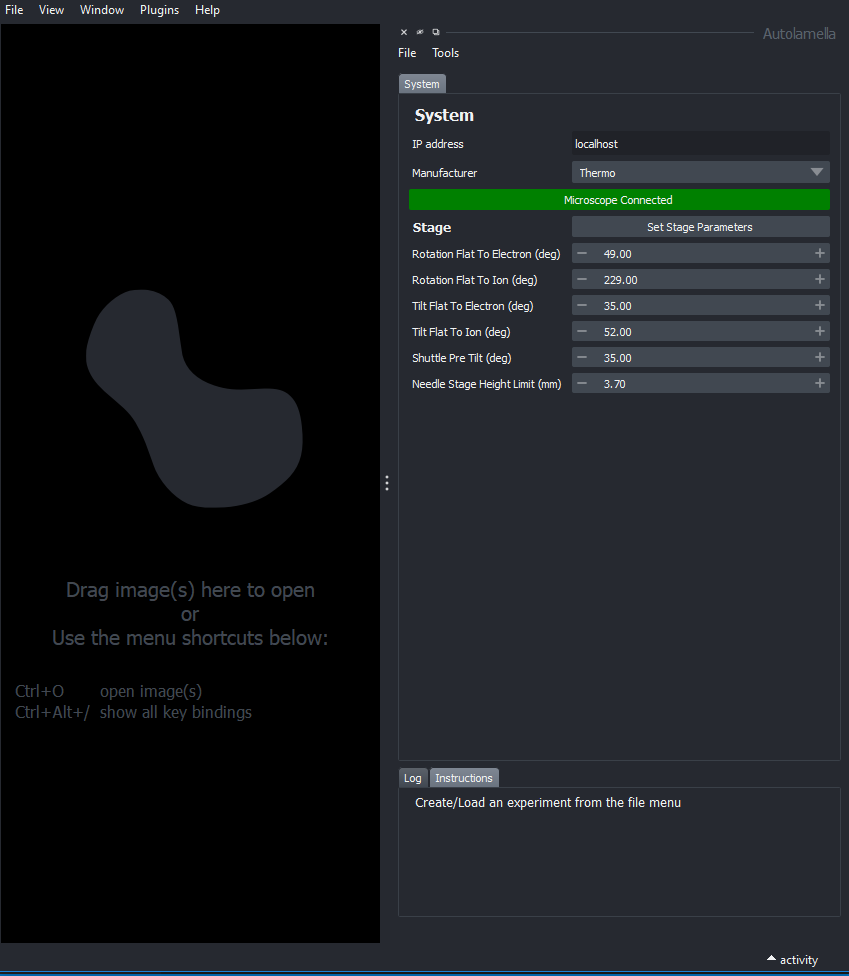 File View Window Plugins Help
Autolamella
File Tools
System
System
IP address localhost
Manufacturer Thermo
Microscope Connected
Stage Set Stage Parameters
Rotation Flat To Electron (deg) 49.00
Rotation Flat To Ion (deg) 229.00
Tilt Flat To Electron (deg) 35.00
Tilt Flat To Ion (deg) 52.00
Shuttle Pre Tilt (deg) 35.00
Needle Stage Height Limit (mm) 3.70
Drag image(s) here to open
or
Use the menu shortcuts below:
Ctrl+O open image(s)
Ctrl+Alt+/ show all key bindings
Log Instructions
Create/Load an experiment from the file menu
activity